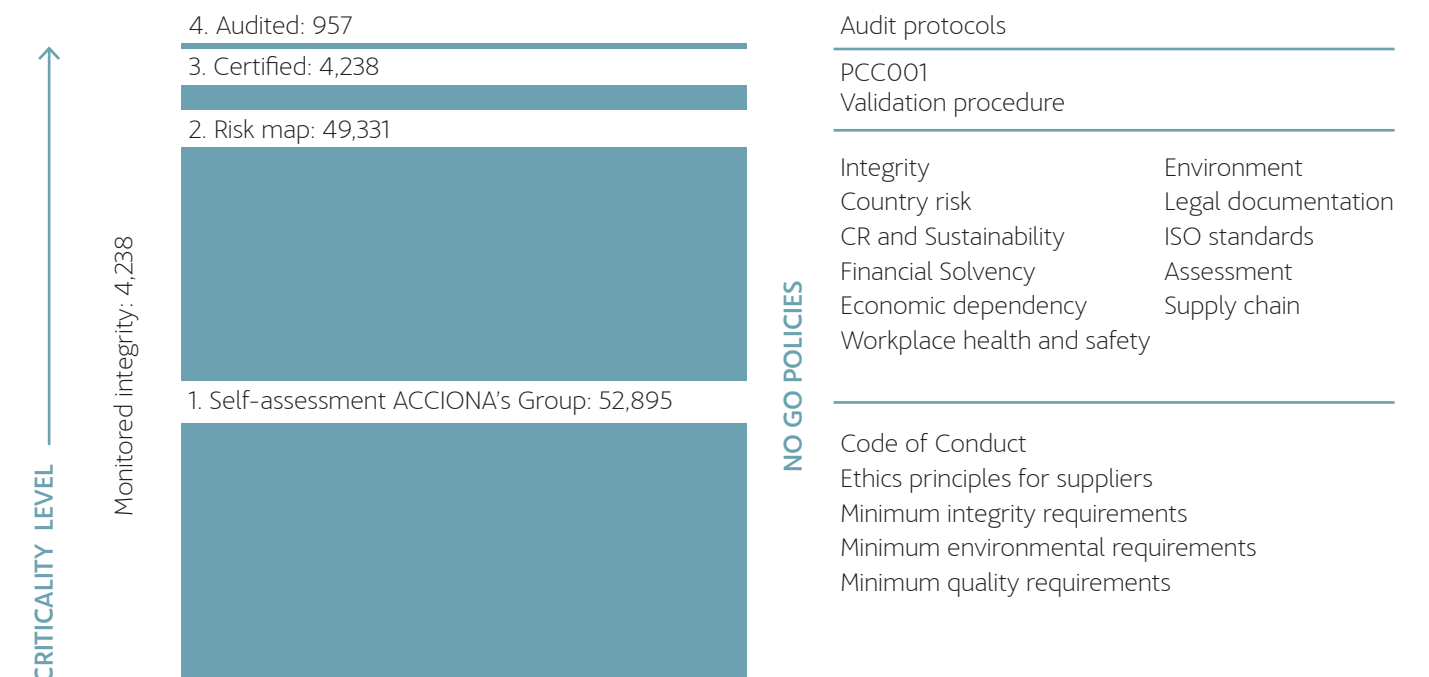 4. Audited: 957
3. Certified: 4,238
2. Risk map: 49,331
1. Self-assessment ACCIONA's Group: 52,895
CRITICALITY LEVEL
Monitored integrity: 4,238
NO GO POLICIES
Audit protocols
PCC001
Validation procedure
Integrity
Country risk
CR and Sustainability
Financial Solvency
Economic dependency
Workplace health and safety
Environment
Legal documentation
ISO standards
Assessment
Supply chain
Code of Conduct
Ethics principles for suppliers
Minimum integrity requirements
Minimum environmental requirements
Minimum quality requirements